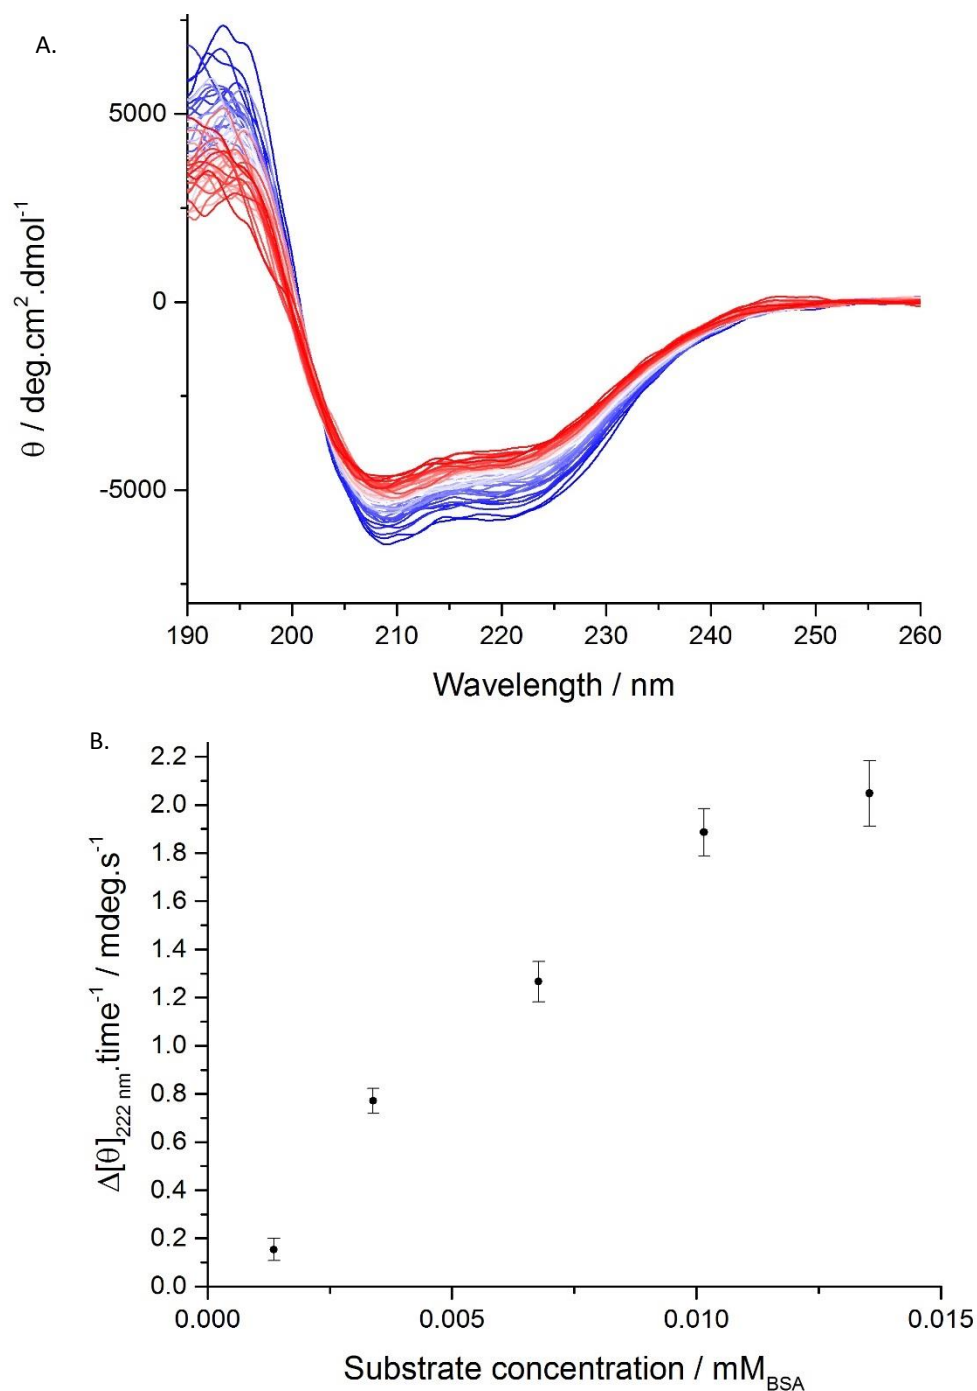 A.
θ / deg.cm².dmol⁻¹
5000
0
-5000
190 200 210 220 230 240 250 260
Wavelength / nm
B.
Δ[θ]₂₂₂ ₙₘ.time⁻¹ / mdeg.s⁻¹
2.2
2.0
1.8
1.6
1.4
1.2
1.0
0.8
0.6
0.4
0.2
0.0
0.000 0.005 0.010 0.015
Substrate concentration / mM_BSA